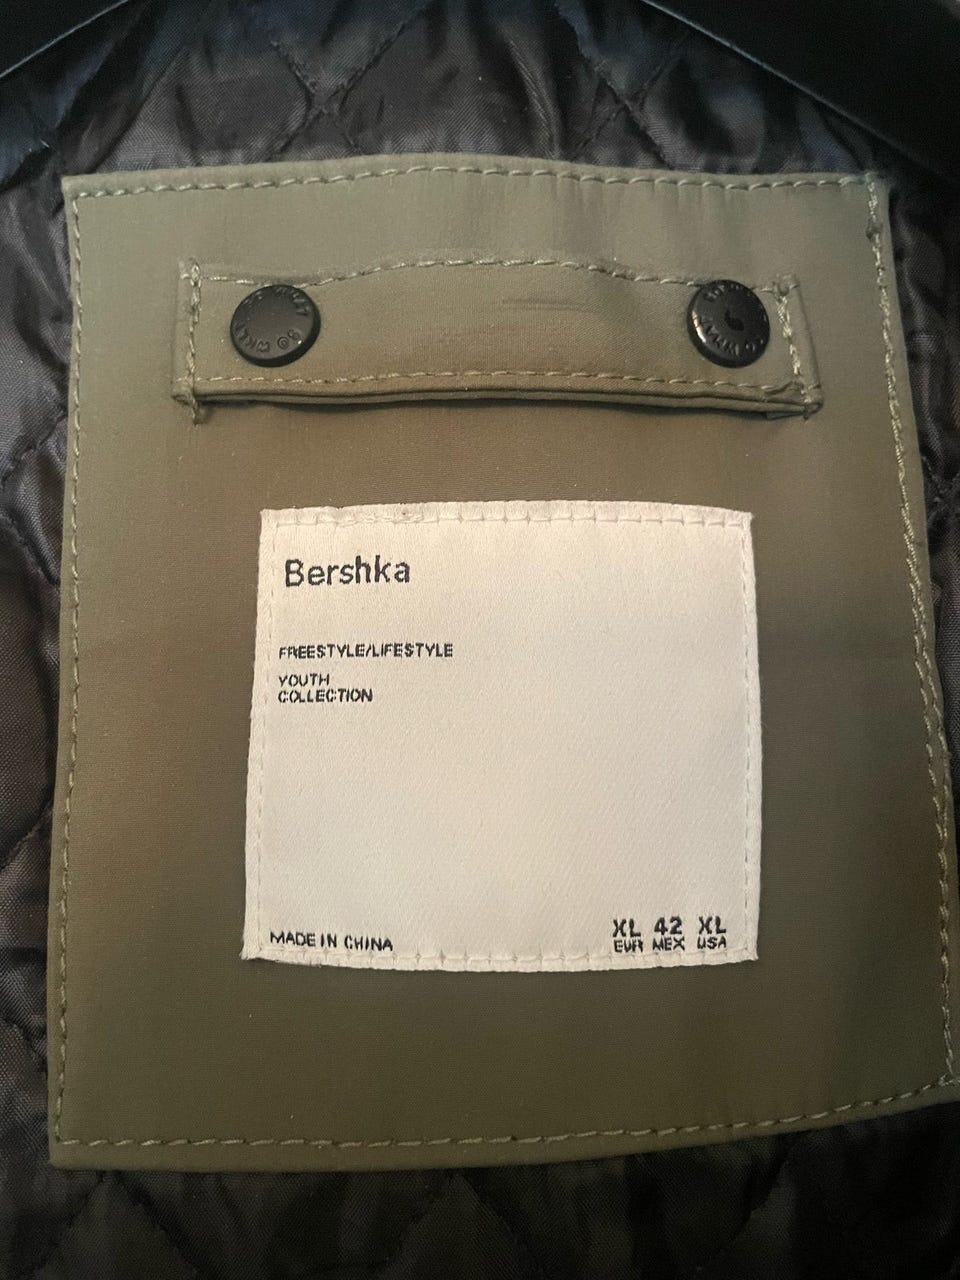 Bershka
FREESTYLE/LIFESTYLE
YOUTH
COLLECTION
MADE IN CHINA
XL 42 XL
EUR MEX USA